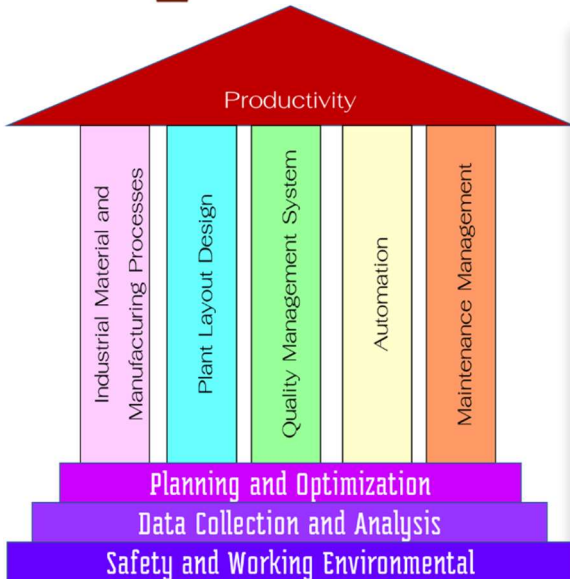 Productivity
Industrial Material and
Manufacturing Processes
Plant Layout Design
Quality Management System
Automation
Maintenance Management
Planning and Optimization
Data Collection and Analysis
Safety and Working Environmental